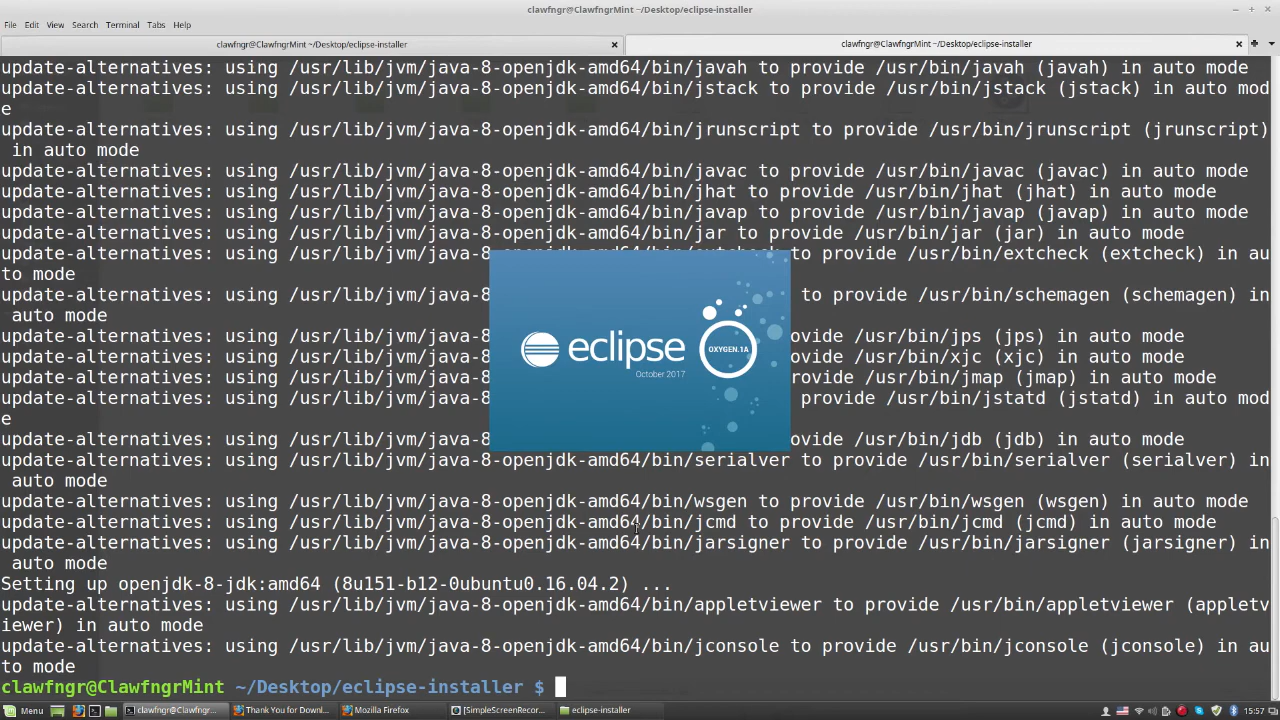 clawfngr@ClawfngrMint ~/Desktop/eclipse-installer
File Edit View Search Terminal Tabs Help
clawfngr@ClawfngrMint ~/Desktop/eclipse-installer
clawfngr@ClawfngrMint ~/Desktop/eclipse-installer
update-alternatives: using /usr/lib/jvm/java-8-openjdk-amd64/bin/javah to provide /usr/bin/javah (javah) in auto mode
update-alternatives: using /usr/lib/jvm/java-8-openjdk-amd64/bin/jstack to provide /usr/bin/jstack (jstack) in auto mod
e
update-alternatives: using /usr/lib/jvm/java-8-openjdk-amd64/bin/jrunscript to provide /usr/bin/jrunscript (jrunscript)
in auto mode
update-alternatives: using /usr/lib/jvm/java-8-openjdk-amd64/bin/javac to provide /usr/bin/javac (javac) in auto mode
update-alternatives: using /usr/lib/jvm/java-8-openjdk-amd64/bin/jhat to provide /usr/bin/jhat (jhat) in auto mode
update-alternatives: using /usr/lib/jvm/java-8-openjdk-amd64/bin/javap to provide /usr/bin/javap (javap) in auto mode
update-alternatives: using /usr/lib/jvm/java-8-openjdk-amd64/bin/jar to provide /usr/bin/jar (jar) in auto mode
update-alternatives: using /usr/lib/jvm/java-8-openjdk-amd64/bin/extcheck to provide /usr/bin/extcheck (extcheck) in au
to mode
update-alternatives: using /usr/lib/jvm/java-8 to provide /usr/bin/schemagen (schemagen) in
auto mode
update-alternatives: using /usr/lib/jvm/java-8 ovide /usr/bin/jps (jps) in auto mode
update-alternatives: using /usr/lib/jvm/java-8 ovide /usr/bin/xjc (xjc) in auto mode
update-alternatives: using /usr/lib/jvm/java-8 rovide /usr/bin/jmap (jmap) in auto mode
update-alternatives: using /usr/lib/jvm/java-8 provide /usr/bin/jstatd (jstatd) in auto mod
e
update-alternatives: using /usr/lib/jvm/java-8 ovide /usr/bin/jdb (jdb) in auto mode
eclipse
OXYGEN.1A
October 2017
update-alternatives: using /usr/lib/jvm/java-8-openjdk-amd64/bin/serialver to provide /usr/bin/serialver (serialver) in
auto mode
update-alternatives: using /usr/lib/jvm/java-8-openjdk-amd64/bin/wsgen to provide /usr/bin/wsgen (wsgen) in auto mode
update-alternatives: using /usr/lib/jvm/java-8-openjdk-amd64/bin/jcmd to provide /usr/bin/jcmd (jcmd) in auto mode
update-alternatives: using /usr/lib/jvm/java-8-openjdk-amd64/bin/jarsigner to provide /usr/bin/jarsigner (jarsigner) in
auto mode
Setting up openjdk-8-jdk:amd64 (8u151-b12-0ubuntu0.16.04.2) ...
update-alternatives: using /usr/lib/jvm/java-8-openjdk-amd64/bin/appletviewer to provide /usr/bin/appletviewer (appletv
iewer) in auto mode
update-alternatives: using /usr/lib/jvm/java-8-openjdk-amd64/bin/jconsole to provide /usr/bin/jconsole (jconsole) in au
to mode
clawfngr@ClawfngrMint ~/Desktop/eclipse-installer $
Menu clawfngr@Clawfngr... Thank You for Downl... Mozilla Firefox [SimpleScreenRecor... eclipse-installer 15:57